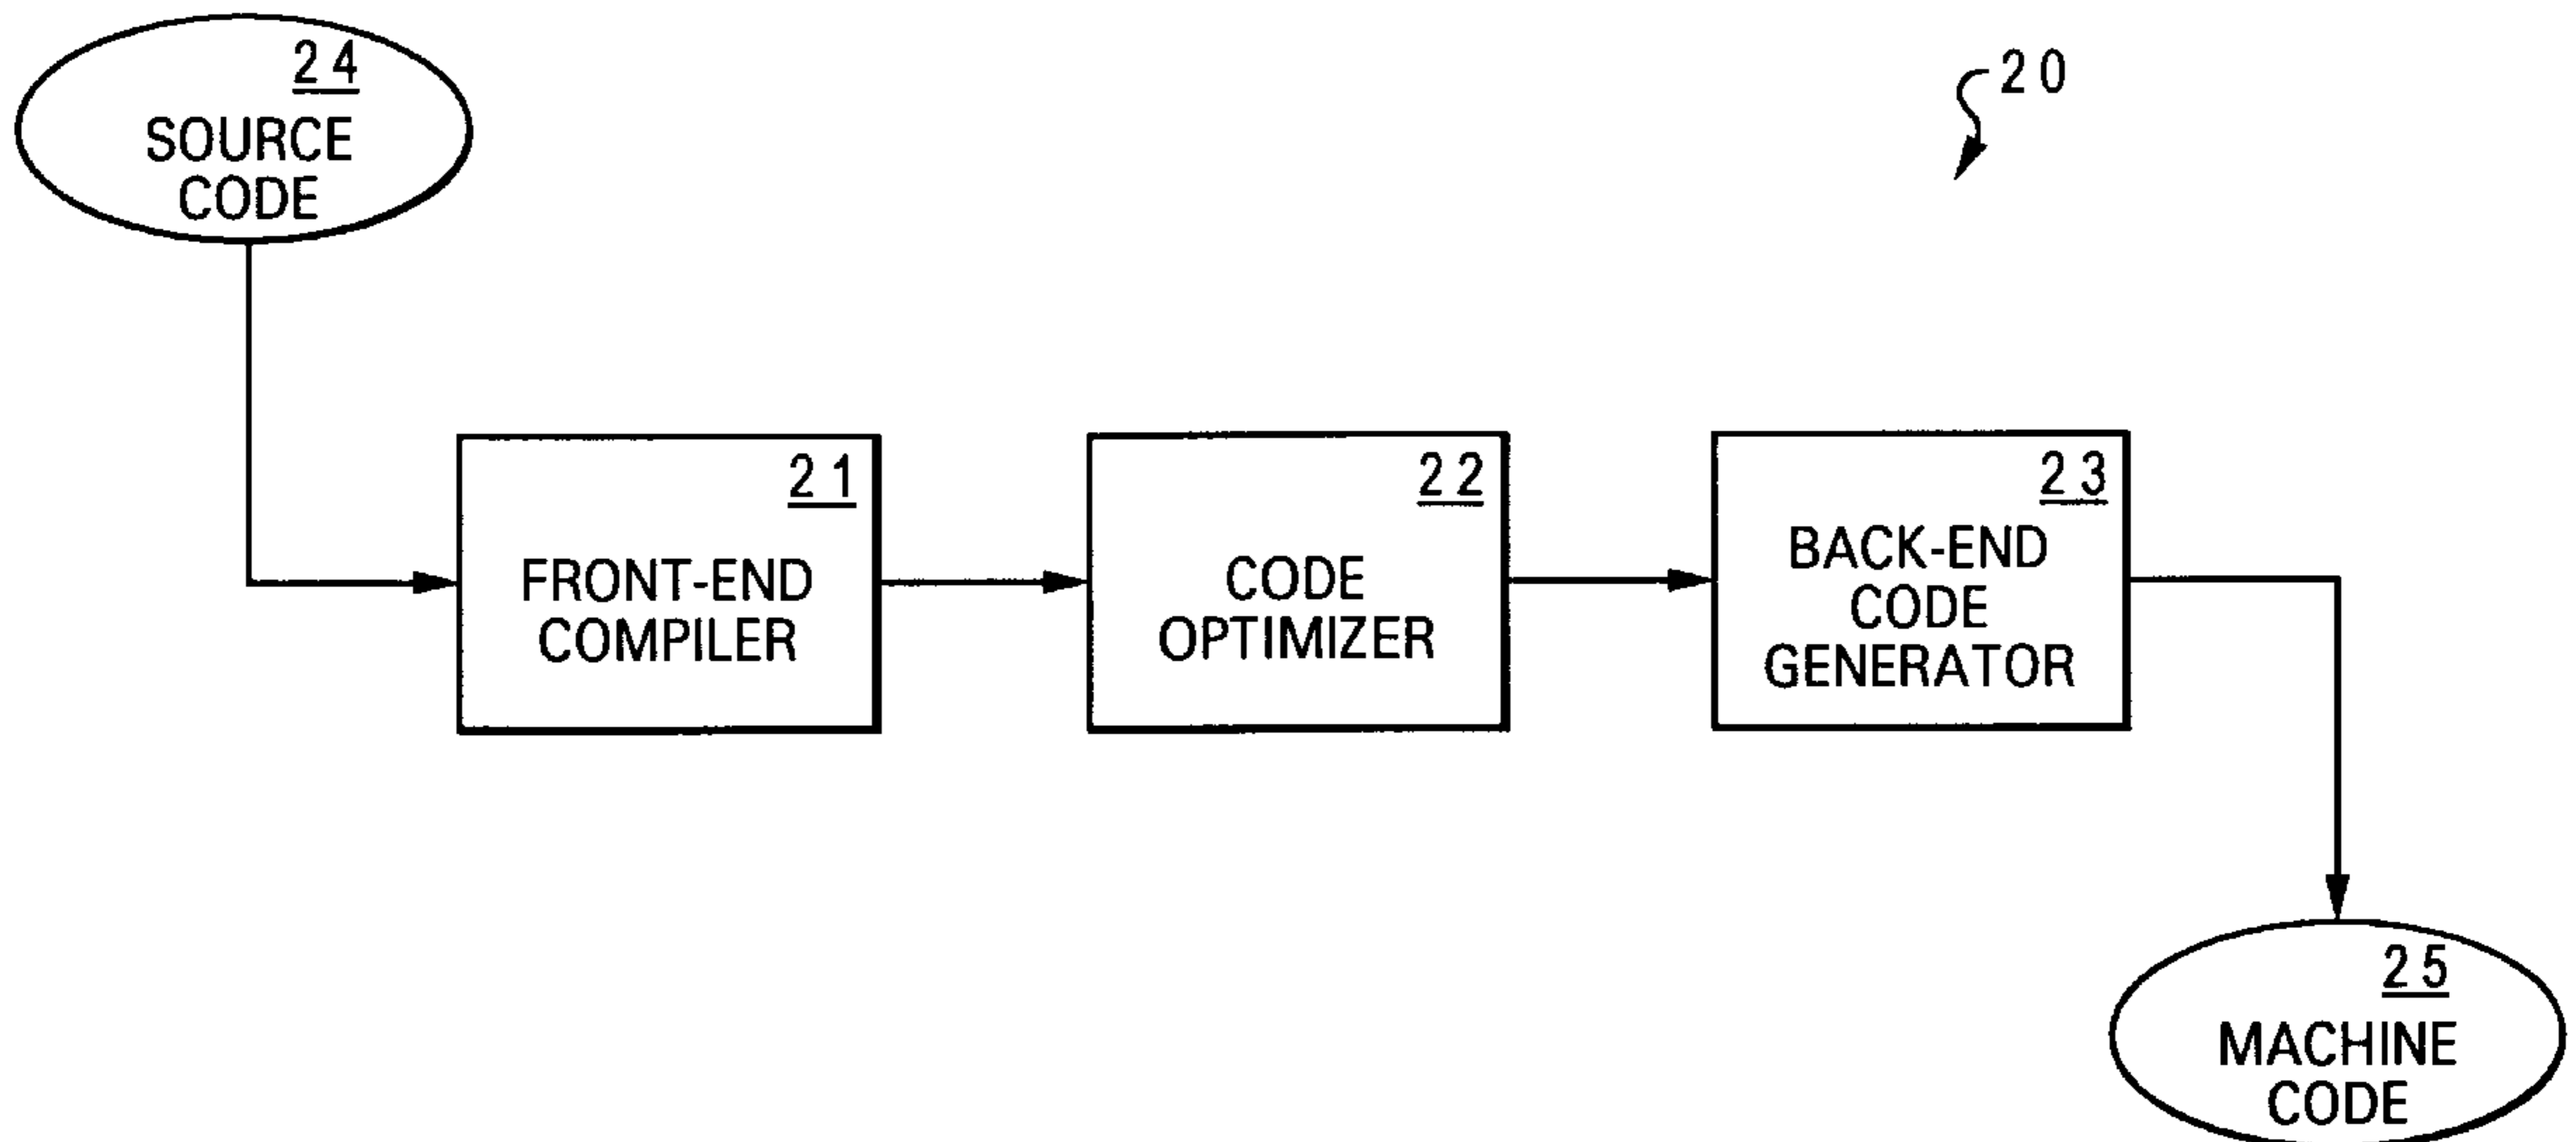 24
SOURCE
CODE
20
21
FRONT-END
COMPILER
22
CODE
OPTIMIZER
23
BACK-END
CODE
GENERATOR
25
MACHINE
CODE